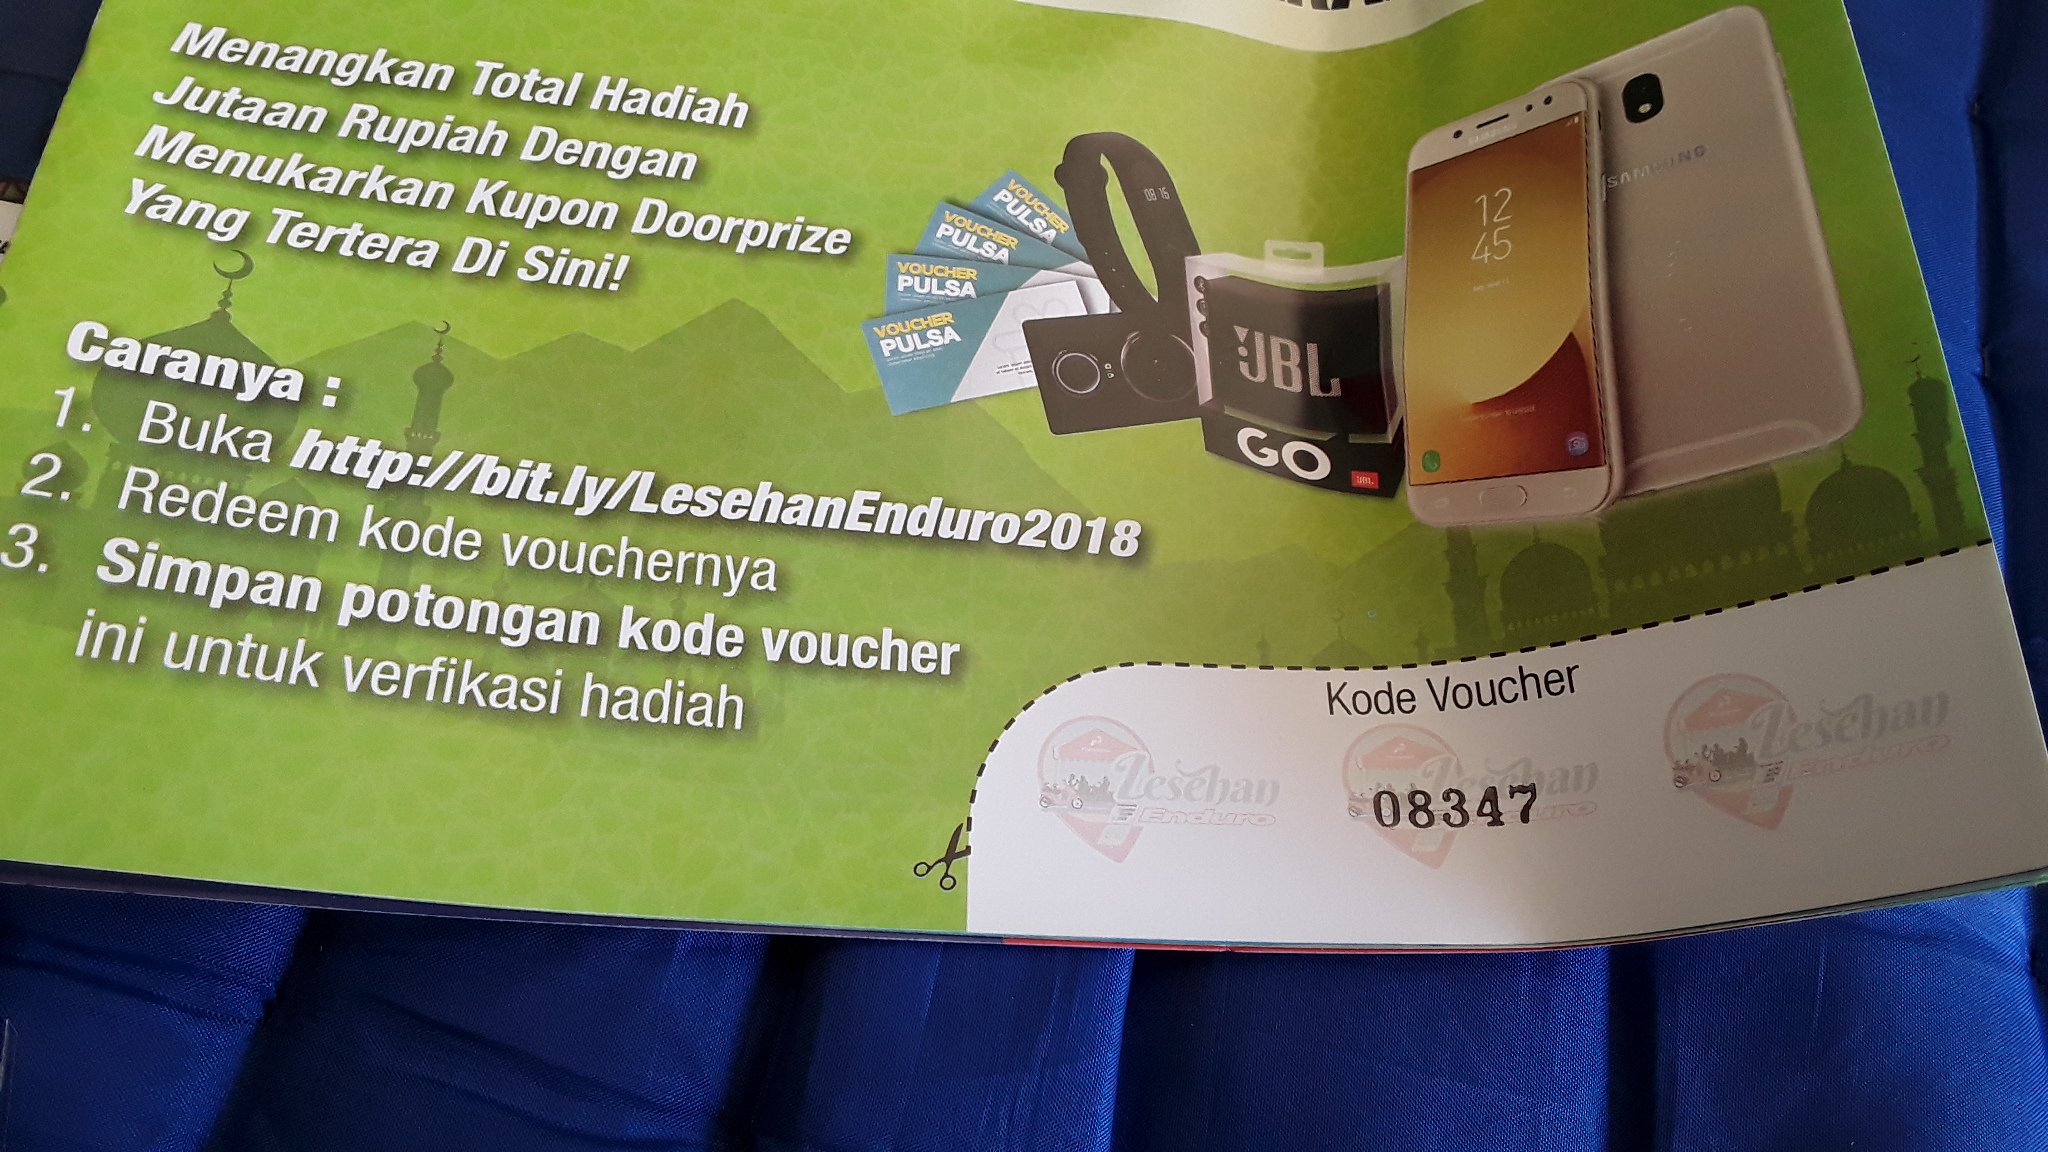 Menangkan Total Hadiah
Jutaan Rupiah Dengan
Menukarkan Kupon Doorprize
Yang Tertera Di Sini!
Caranya :
1. Buka http://bit.ly/LesehanEnduro2018
2. Redeem kode vouchernya
3. Simpan potongan kode voucher
ini untuk verfikasi hadiah
VOUCHER
PULSA
VOUCHER
PULSA
VOUCHER
PULSA
VOUCHER
PULSA
08 15
JBL
GO
JBL
SAMSUNG
12
45
SAMSUNG
Kode Voucher
Lesehan
Enduro
Lesehan
Enduro
Lesehan
Enduro
08347